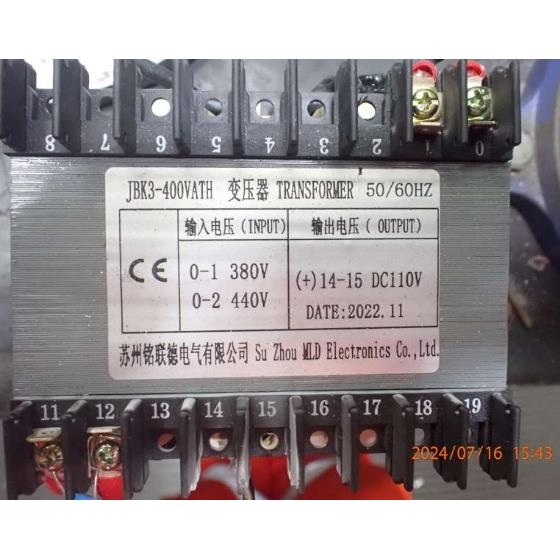 8 7 6 5 4 3 2 1 0
JBK3-400VATH 变压器 TRANSFORMER 50/60HZ
CE
输入电压(INPUT)
0-1 380V
0-2 440V
输出电压( OUTPUT)
(+)14-15 DC110V
DATE:2022.11
苏州铭联德电气有限公司 Su Zhou MLD Electronics Co.,Ltd.
11 12 13 14 15 16 17 18 19
2024/07/16 15:43